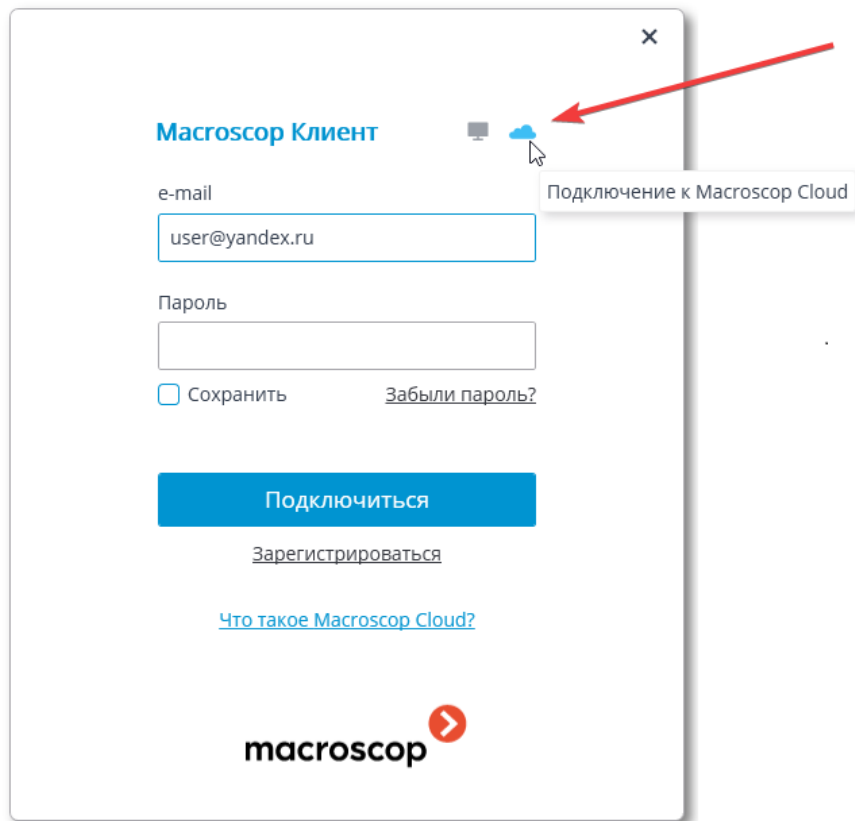 Macroscop Клиент
Подключение к Macroscop Cloud
e-mail
user@yandex.ru
Пароль
Сохранить
Забыли пароль?
Подключиться
Зарегистрироваться
Что такое Macroscop Cloud?
macroscop